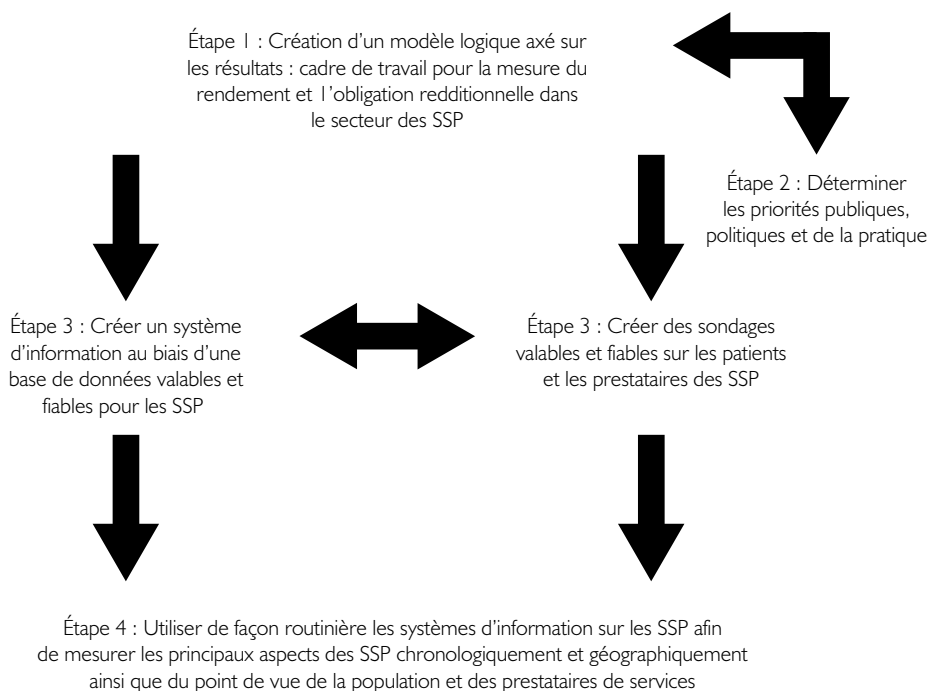 Étape 1 : Création d’un modèle logique axé sur
les résultats : cadre de travail pour la mesure du
rendement et l’obligation redditionnelle dans
le secteur des SSP
Étape 2 : Déterminer
les priorités publiques,
politiques et de la pratique
Étape 3 : Créer un système
d’information au biais d’une
base de données valables et
fiables pour les SSP
Étape 3 : Créer des sondages
valables et fiables sur les patients
et les prestataires des SSP
Étape 4 : Utiliser de façon routinière les systèmes d’information sur les SSP afin
de mesurer les principaux aspects des SSP chronologiquement et géographiquement
ainsi que du point de vue de la population et des prestataires de services